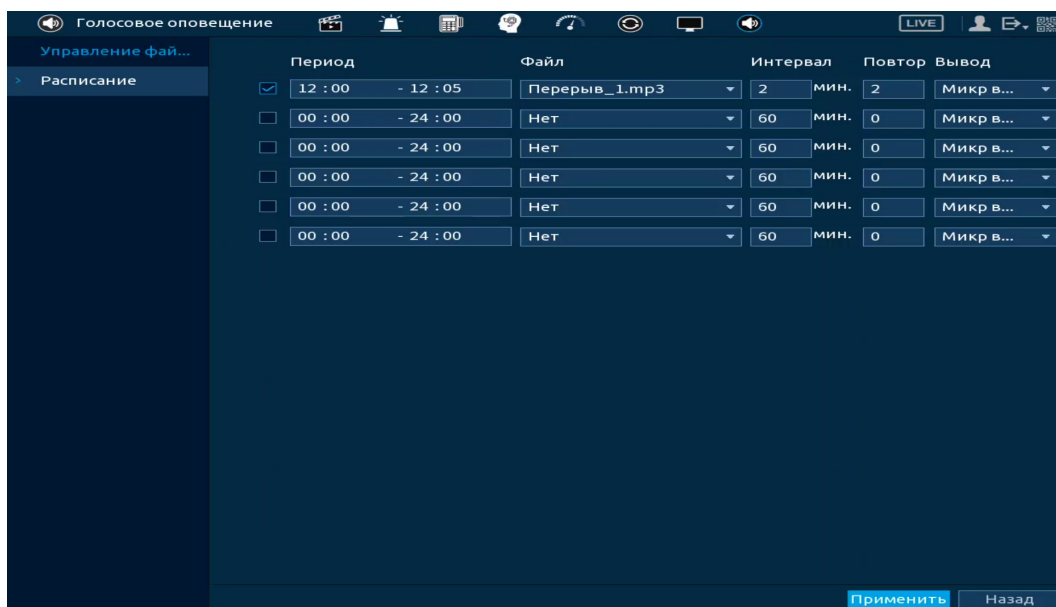 Голосовое оповещение LIVE
Управление фай...
Расписание
Период Файл Интервал Повтор Вывод
12 : 00 - 12 : 05 Перерыв_1.mp3 2 мин. 2 Микр в...
00 : 00 - 24 : 00 Нет 60 мин. 0 Микр в...
00 : 00 - 24 : 00 Нет 60 мин. 0 Микр в...
00 : 00 - 24 : 00 Нет 60 мин. 0 Микр в...
00 : 00 - 24 : 00 Нет 60 мин. 0 Микр в...
00 : 00 - 24 : 00 Нет 60 мин. 0 Микр в...
Применить Назад